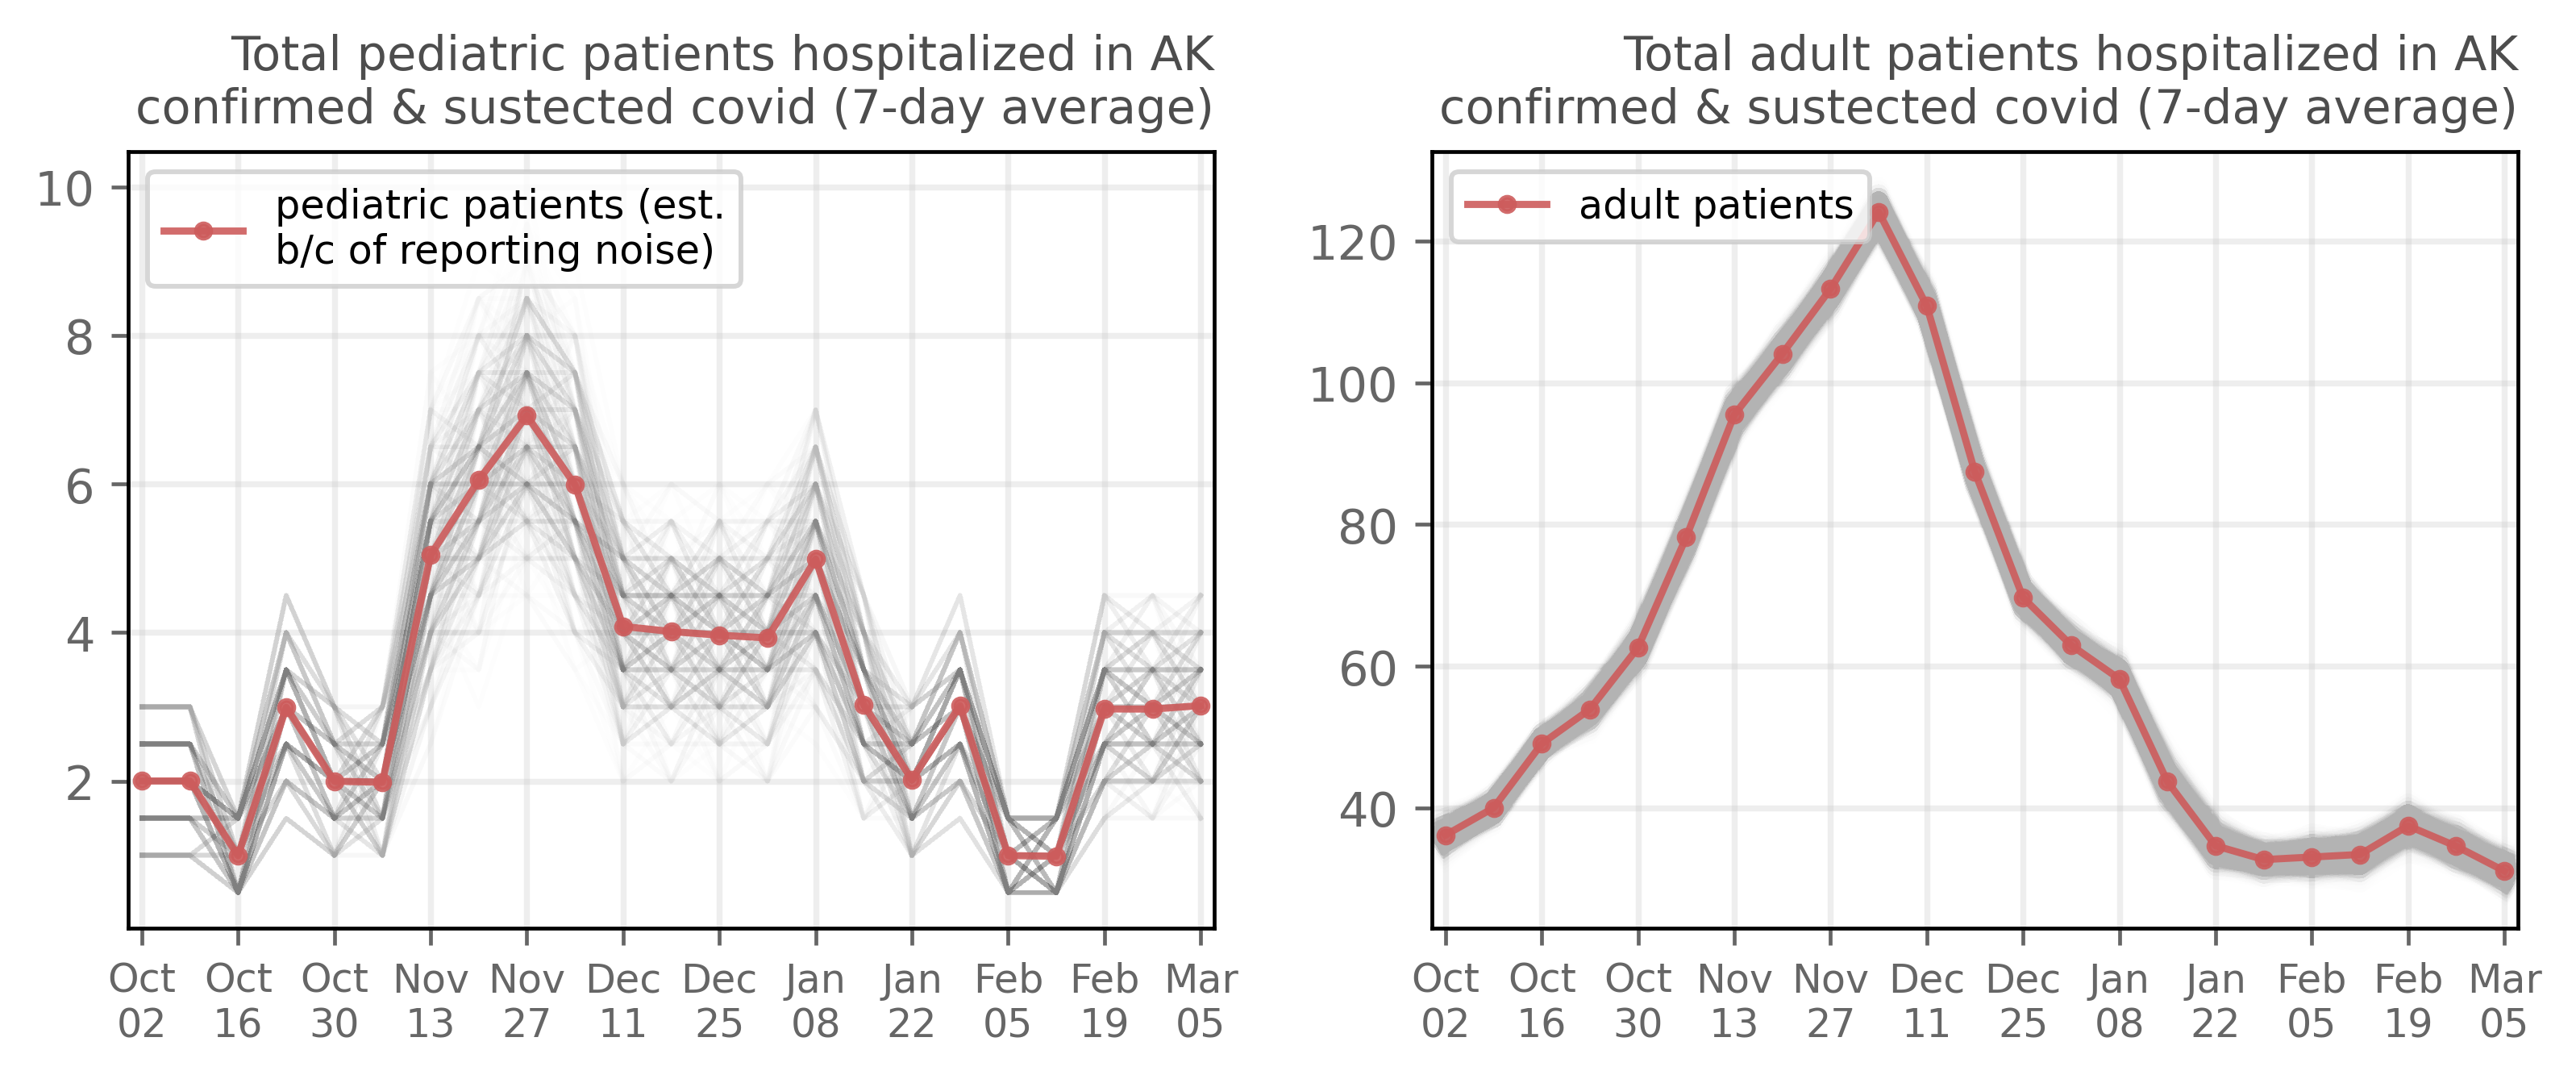 Total pediatric patients hospitalized in AK
confirmed & sustected covid (7-day average)
10
8
6
4
2
pediatric patients (est.
b/c of reporting noise)
Oct Oct Oct Nov Nov Dec Dec Jan Jan Feb Feb Mar
02 16 30 13 27 11 25 08 22 05 19 05
Total adult patients hospitalized in AK
confirmed & sustected covid (7-day average)
120
100
80
60
40
adult patients
Oct Oct Oct Nov Nov Dec Dec Jan Jan Feb Feb Mar
02 16 30 13 27 11 25 08 22 05 19 05